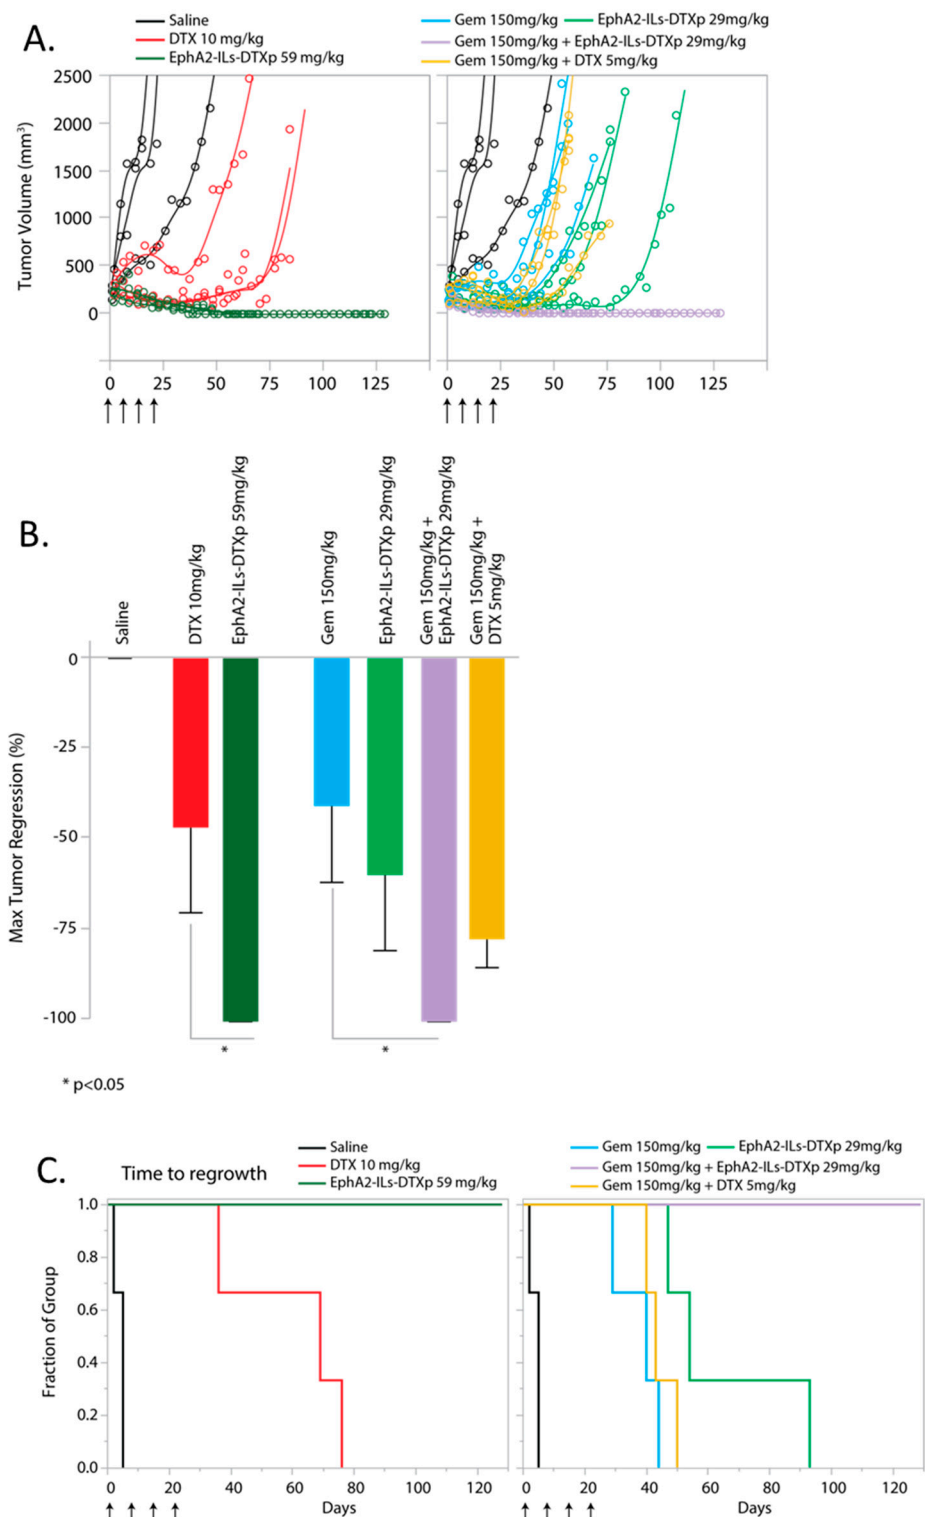 A.
Saline
DTX 10 mg/kg
EphA2-ILs-DTXp 59 mg/kg
Gem 150mg/kg
EphA2-ILs-DTXp 29mg/kg
Gem 150mg/kg + EphA2-ILs-DTXp 29mg/kg
Gem 150mg/kg + DTX 5mg/kg
Tumor Volume (mm³)
2500
2000
1500
1000
500
0
0 25 50 75 100 125
0 25 50 75 100 125
B.
Saline
DTX 10mg/kg
EphA2-ILs-DTXp 59mg/kg
Gem 150mg/kg
EphA2-ILs-DTXp 29mg/kg
Gem 150mg/kg +
EphA2-ILs-DTXp 29mg/kg
Gem 150mg/kg +
DTX 5mg/kg
Max Tumor Regression (%)
0
-25
-50
-75
-100
*
*
* p<0.05
C.
Time to regrowth
Saline
DTX 10 mg/kg
EphA2-ILs-DTXp 59 mg/kg
Gem 150mg/kg
EphA2-ILs-DTXp 29mg/kg
Gem 150mg/kg + EphA2-ILs-DTXp 29mg/kg
Gem 150mg/kg + DTX 5mg/kg
Fraction of Group
1.0
0.8
0.6
0.4
0.2
0.0
0 20 40 60 80 100 120
Days
0 20 40 60 80 100 120
Days